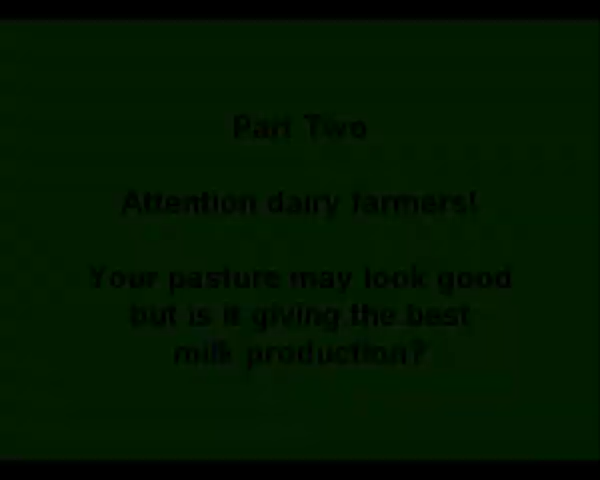 Part Two
Attention dairy farmers!
Your pasture may look good
but is it giving the best
milk production?